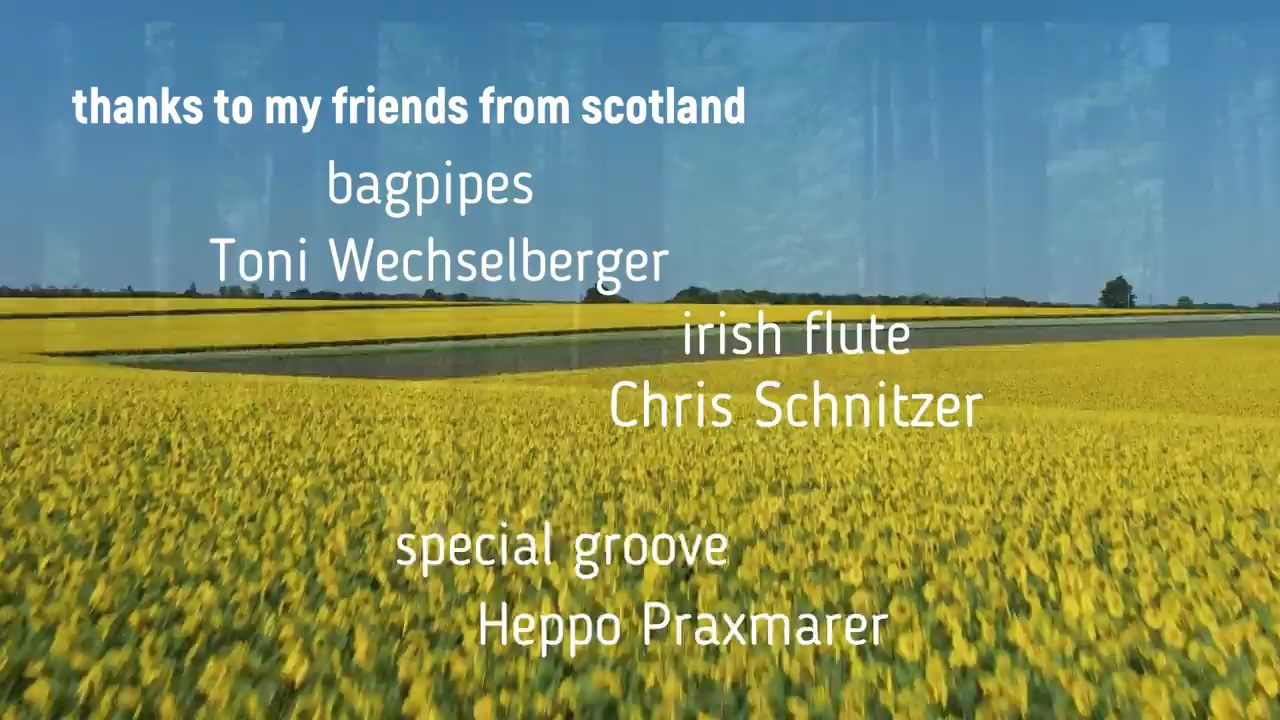 thanks to my friends from scotland
bagpipes
Toni Wechselberger
irish flute
Chris Schnitzer
special groove
Heppo Praxmarer